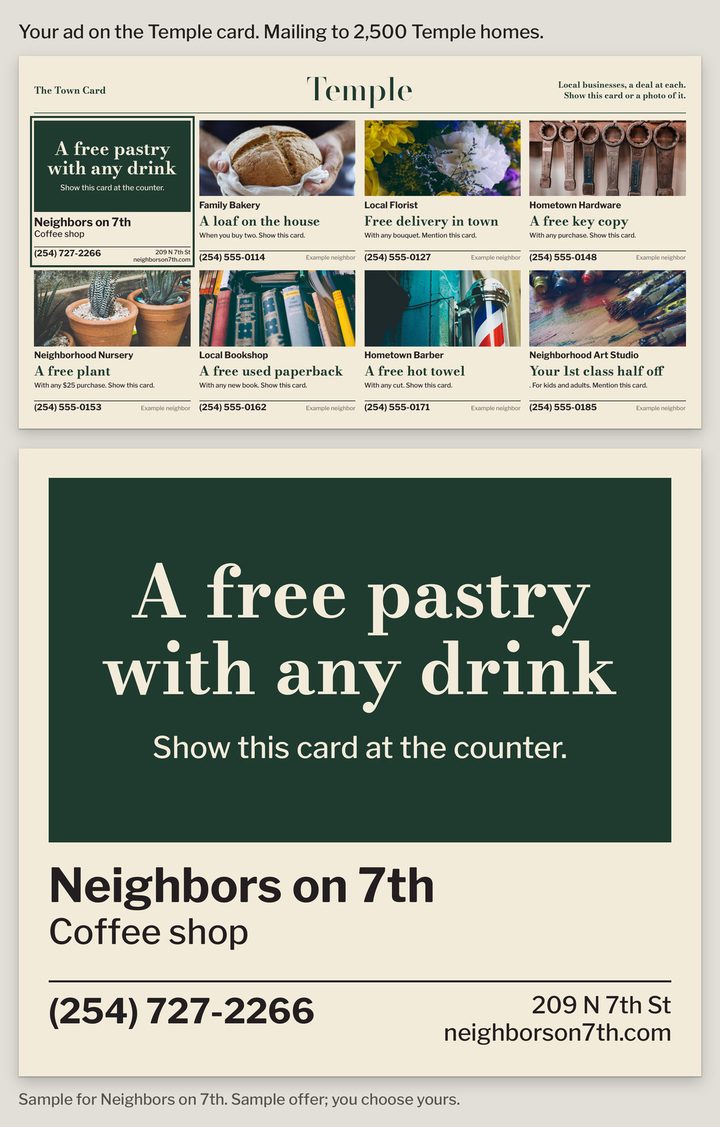 Your ad on the Temple card. Mailing to 2,500 Temple homes.
The Town Card
Temple
Local businesses, a deal at each.
Show this card or a photo of it.
A free pastry
with any drink
Show this card at the counter.
Neighbors on 7th
Coffee shop
(254) 727-2266
209 N 7th St
neighborson7th.com
Family Bakery
A loaf on the house
When you buy two. Show this card.
(254) 555-0114
Example neighbor
Local Florist
Free delivery in town
With any bouquet. Mention this card.
(254) 555-0127
Example neighbor
Hometown Hardware
A free key copy
With any purchase. Show this card.
(254) 555-0148
Example neighbor
Neighborhood Nursery
A free plant
With any $25 purchase. Show this card.
(254) 555-0153
Example neighbor
Local Bookshop
A free used paperback
With any new book. Show this card.
(254) 555-0162
Example neighbor
Hometown Barber
A free hot towel
With any cut. Show this card.
(254) 555-0171
Example neighbor
Neighborhood Art Studio
Your 1st class half off
. For kids and adults. Mention this card.
(254) 555-0185
Example neighbor
A free pastry
with any drink
Show this card at the counter.
Neighbors on 7th
Coffee shop
(254) 727-2266
209 N 7th St
neighborson7th.com
Sample for Neighbors on 7th. Sample offer; you choose yours.